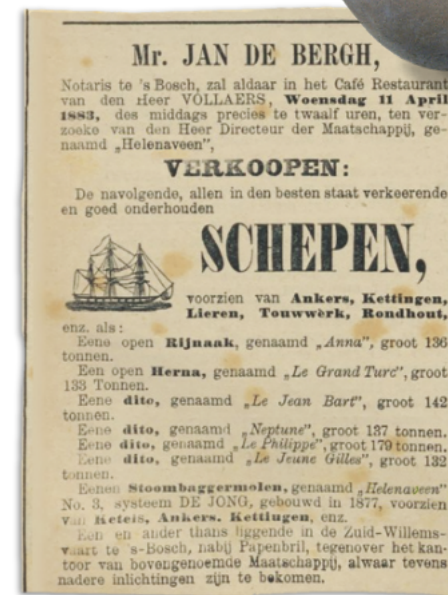 Mr. JAN DE BERGH,
Notaris te 's Bosch, zal aldaar in het Café Restaurant
van den Heer VOLLAERS, Woensdag 11 April
1883, des middags precies te twaalf uren, ten ver-
zoeke van den Heer Directeur der Maatschappij, ge-
naamd „Helenaveen",
VERKOOPEN:
De navolgende, allen in den besten staat verkeerende
en goed onderhouden
SCHEPEN,
voorzien van Ankers, Kettingen,
Lieren, Touwwerk, Rondhout,
enz. als:
Eene open Rijnaak, genaamd „Anna", groot 136
tonnen.
Een open Herna, genaamd „Le Grand Turc", groot
133 Tonnen.
Eene dito, genaamd „Le Jean Bart", groot 142
tonnen.
Eene dito, genaamd „Neptune", groot 137 tonnen.
Eene dito, genaamd „Le Philippe", groot 179 tonnen.
Eene dito, genaamd „Le Jeune Gilles", groot 132
tonnen.
Eenen Stoombaggermolen, genaamd „Helenaveen"
No. 3, systeem DE JONG, gebouwd in 1877, voorzien
van Ketels, Ankers. Kettingen, enz.
Een en ander thans liggende in de Zuid-Willems-
vaart te 's-Bosch, nabij Papenbril, tegenover het kan-
toor van bovengenoemde Maatschappij, alwaar tevens
nadere inlichtingen zijn te bekomen.